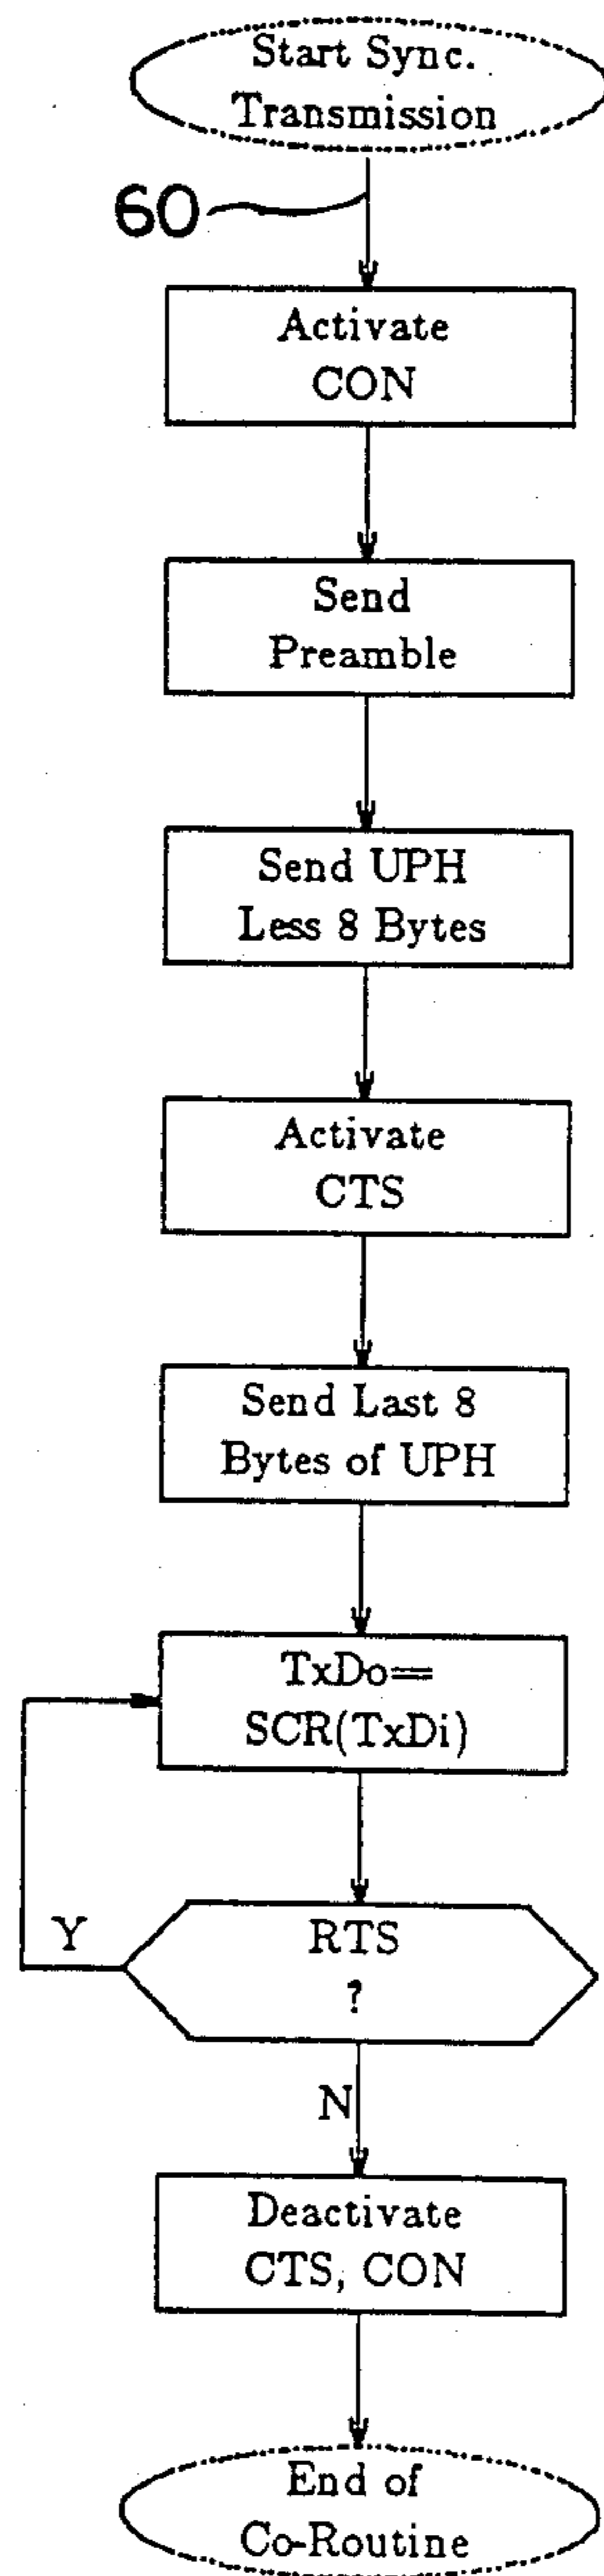 Start Sync.
Transmission
60
Activate
CON
Send
Preamble
Send UPH
Less 8 Bytes
Activate
CTS
Send Last 8
Bytes of UPH
TxDo=
SCR(TxDi)
Y
RTS
?
N
Deactivate
CTS, CON
End of
Co-Routine